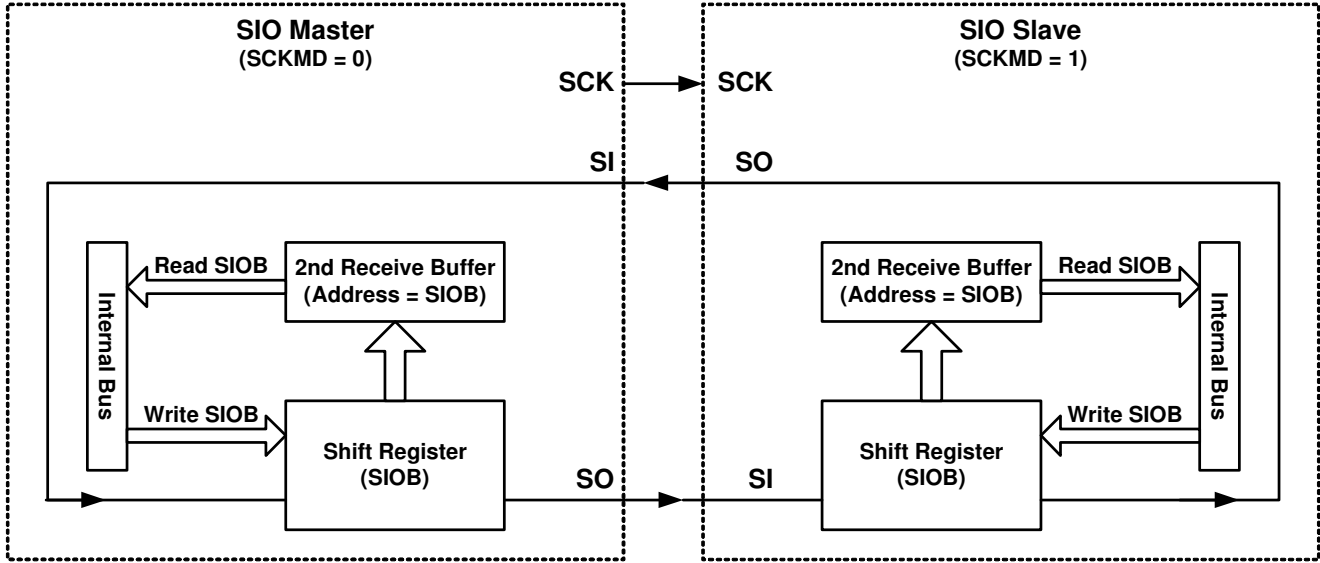 SIO Master
(SCKMD = 0)
SIO Slave
(SCKMD = 1)
SCK
SCK
SI
SO
Read SIOB
2nd Receive Buffer
(Address = SIOB)
2nd Receive Buffer
(Address = SIOB)
Read SIOB
Internal Bus
Internal Bus
Write SIOB
Shift Register
(SIOB)
Shift Register
(SIOB)
Write SIOB
SO
SI